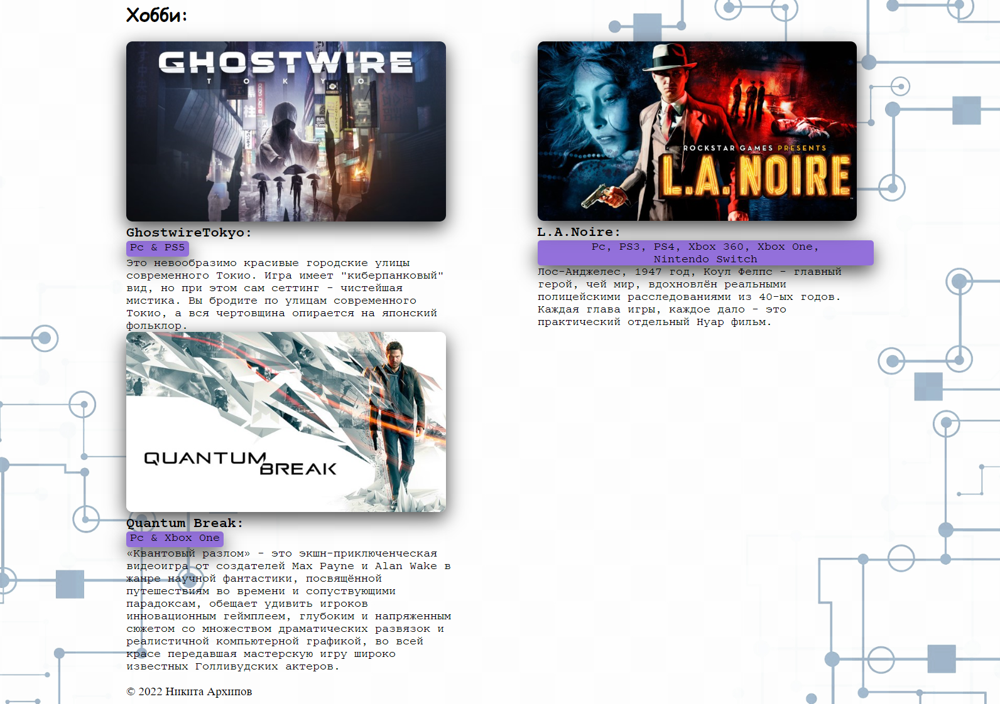 Хобби:
GHOSTWIRE
TOKYO
GhostwireTokyo:
Pc & PS5
Это невообразимо красивые городские улицы
современного Токио. Игра имеет "киберпанковый"
вид, но при этом сам сеттинг - чистейшая
мистика. Вы бродите по улицам современного
Токио, а вся чертовщина опирается на японский
фольклор.
ROCKSTAR GAMES PRESENTS
L.A. NOIRE
L.A.Noire:
Pc, PS3, PS4, Xbox 360, Xbox One,
Nintendo Switch
Лос-Анджелес, 1947 год, Коул Фелпс - главный
герой, чей мир, вдохновлён реальными
полицейскими расследованиями из 40-ых годов.
Каждая глава игры, каждое дало - это
практический отдельный Нуар фильм.
QUANTUM
BREAK
Quantum Break:
Pc & Xbox One
«Квантовый разлом» - это экшн-приключенческая
видеоигра от создателей Max Payne и Alan Wake в
жанре научной фантастики, посвящённой
путешествиям во времени и сопуствующими
парадоксам, обещает удивить игроков
инновационным геймплеем, глубоким и напряженным
сюжетом со множеством драматических развязок и
реалистичной компьютерной графикой, во всей
красе передавшая мастерскую игру широко
известных Голливудских актеров.
© 2022 Никита Архипов